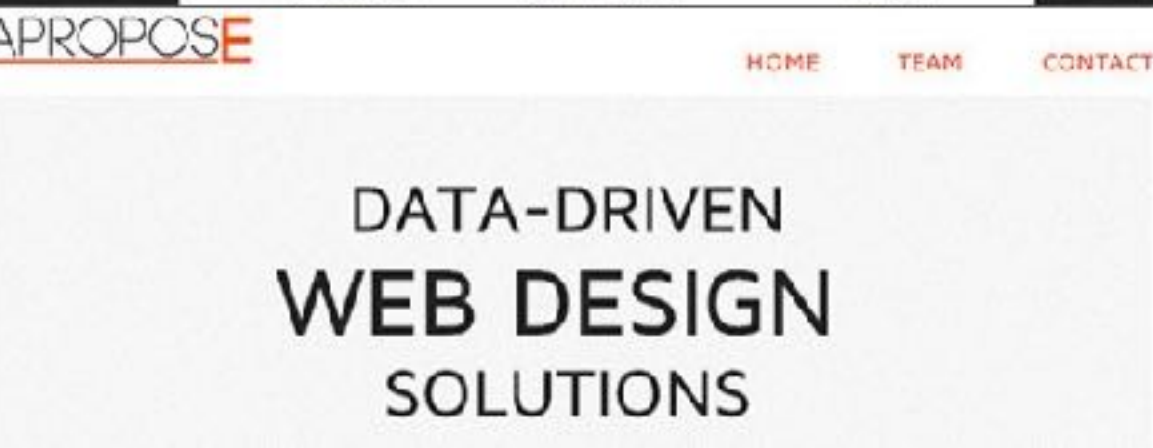 APROPOSE
HOME TEAM CONTACT
DATA-DRIVEN
WEB DESIGN
SOLUTIONS